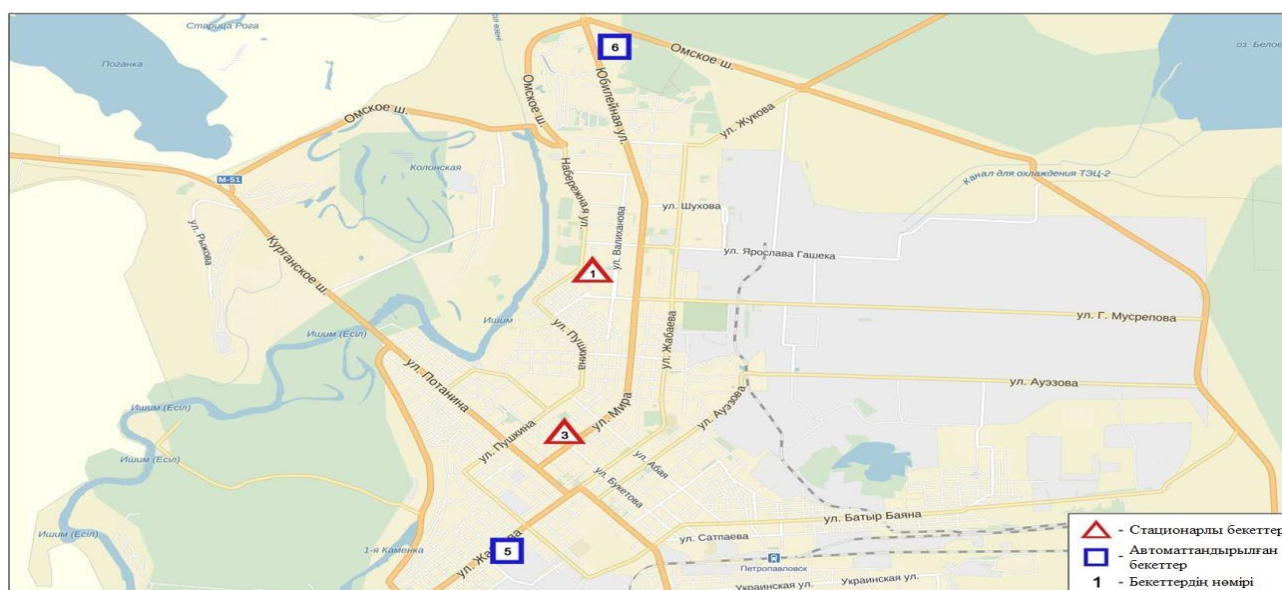 Старица Рога
оз. Белое
6
Поганка
Омское ш.
Омское ш.
Юбилейная ул.
Омское ш.
ул. Жукова
Колонская
Канал для охлаждения ТЭЦ-2
М-51
Набережная ул.
ул. Шухова
ул. Рыжкова
ул. Валиханова
Курганское ш.
ул. Ярослава Гашека
1
Ишим
Ишим (Есіл)
ул. Пушкина
ул. Жабаева
ул. Г. Мусрепова
ул. Потанина
ул. Ауэзова
ул. Мира
ул. Ауэзова
Ишим (Есіл)
3
ул. Пушкина
Ишим (Есіл)
ул. Абая
ул. Букетова
ул. Батыр Баяна
Ишим (Есіл)
ул. Сатпаева
1-я Каменка
5
Петропавловск
Украинская ул.
Украинская ул.
- Стационарлы бекеттер
- Автоматтандырылған
бекеттер
1 - Бекеттердің нөмірі